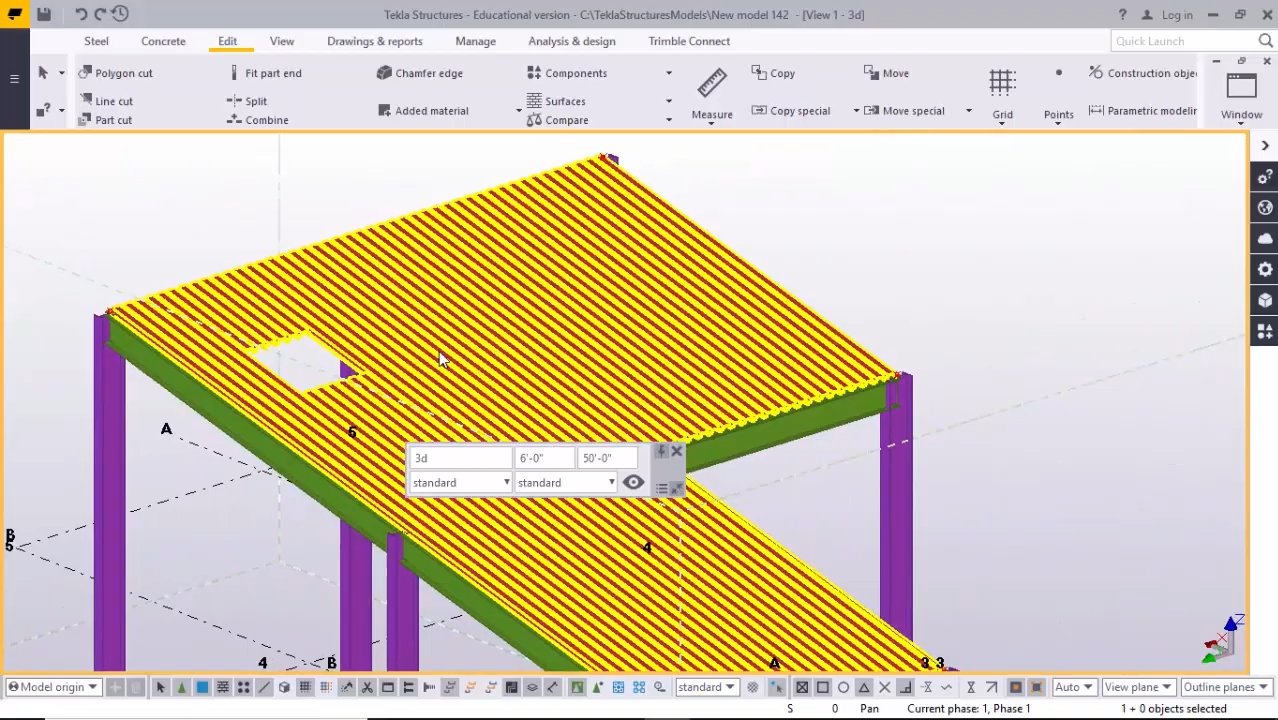 Tekla Structures - Educational version - C:\TeklaStructuresModels\New model 142 - [View 1 - 3d]
? Log in
Steel Concrete Edit View Drawings & reports Manage Analysis & design Trimble Connect Quick Launch
Polygon cut Fit part end Chamfer edge Components Copy Move Construction obje
Line cut Split Added material Surfaces Measure Copy special Move special Grid Points Parametric modelin Window
Part cut Combine Compare
A
5
3d 6'-0" 50'-0"
standard standard
B
5
4
4 B A 3 3
Z
X
Y
Model origin standard Auto View plane Outline planes
S 0 Pan Current phase: 1, Phase 1 1 + 0 objects selected